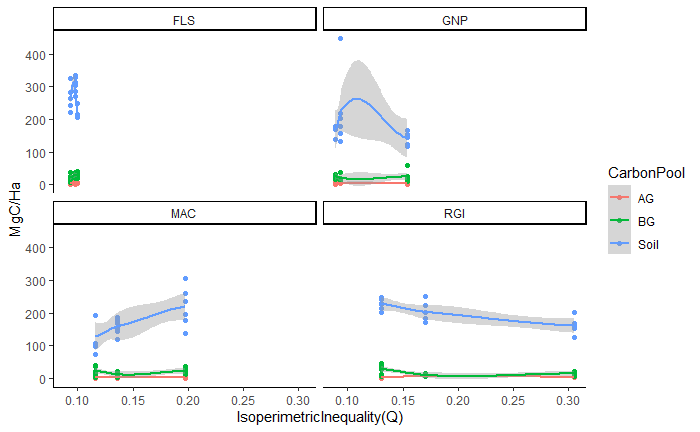 FLS GNP
400
300
200
100
0
MgC/Ha
MAC RGI
400
300
200
100
0
0.10 0.15 0.20 0.25 0.30 0.10 0.15 0.20 0.25 0.30
IsoperimetricInequality(Q)
CarbonPool
AG
BG
Soil